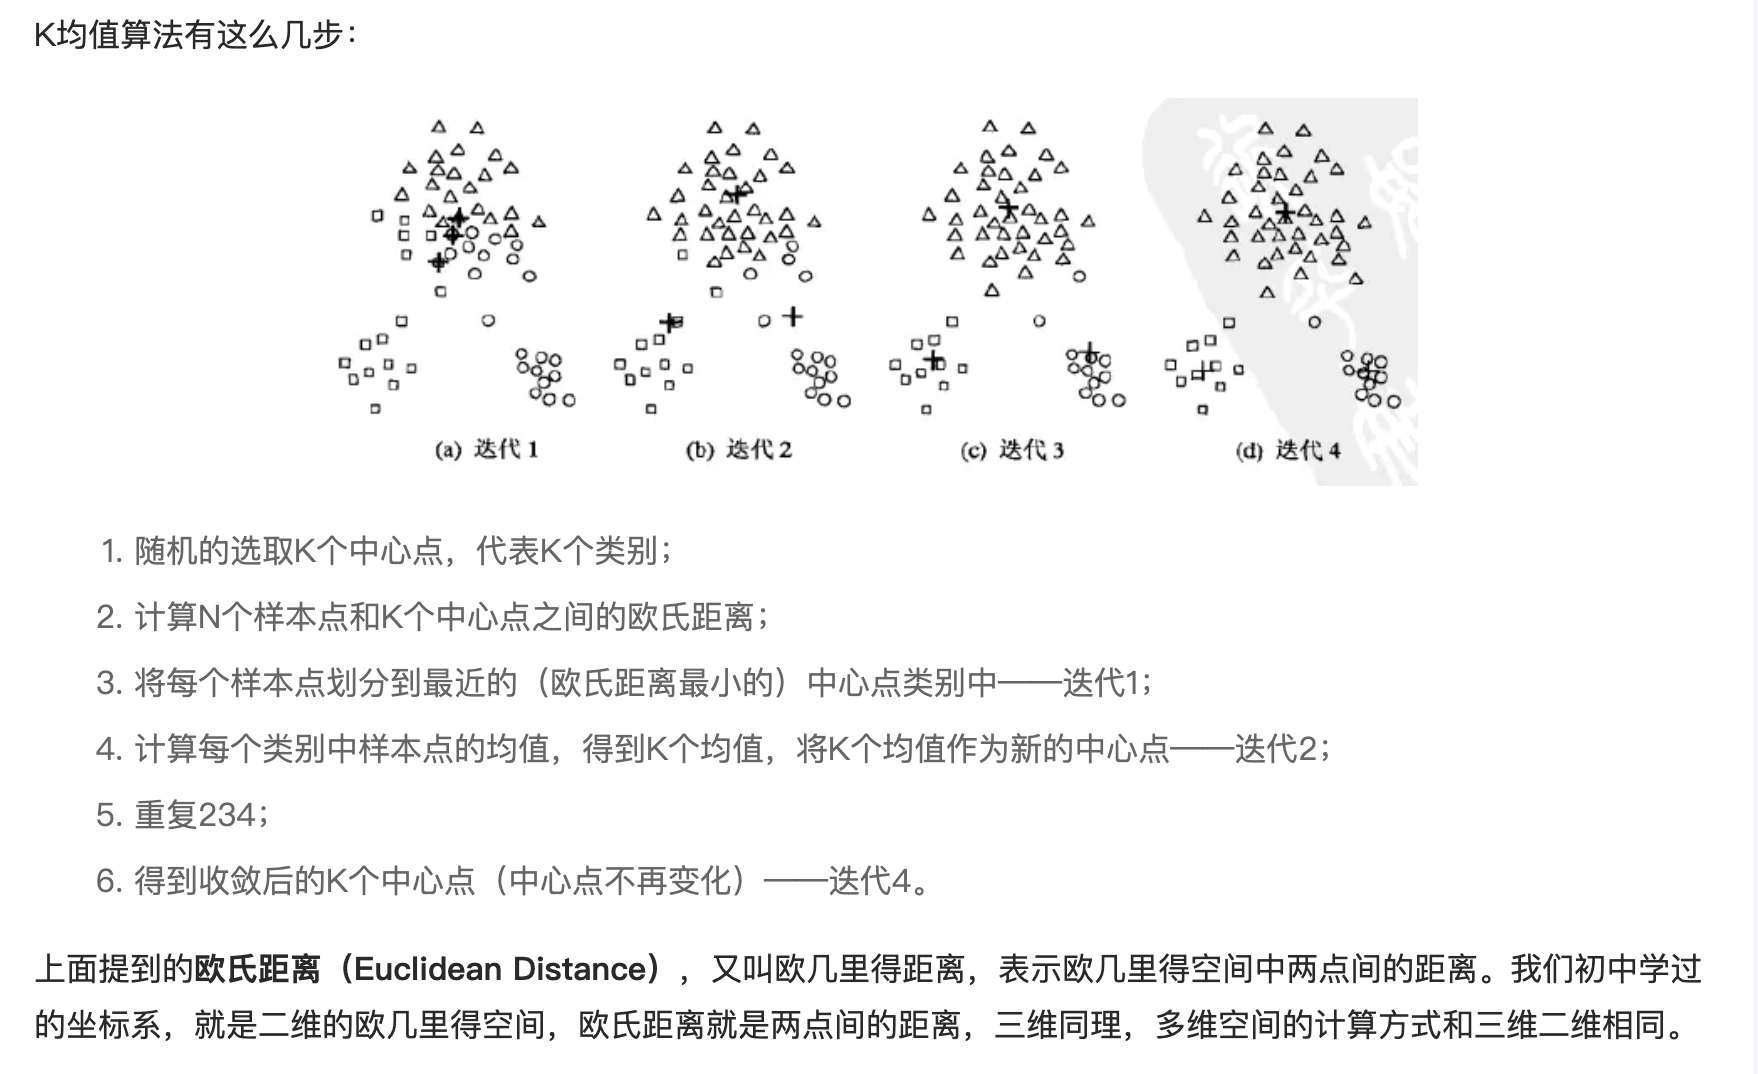 K均值算法有这么几步：
(a) 迭代 1
(b) 迭代 2
(c) 迭代 3
(d) 迭代 4
1. 随机的选取K个中心点，代表K个类别；
2. 计算N个样本点和K个中心点之间的欧氏距离；
3. 将每个样本点划分到最近的（欧氏距离最小的）中心点类别中——迭代1；
4. 计算每个类别中样本点的均值，得到K个均值，将K个均值作为新的中心点——迭代2；
5. 重复234；
6. 得到收敛后的K个中心点（中心点不再变化）——迭代4。
上面提到的欧氏距离（Euclidean Distance），又叫欧几里得距离，表示欧几里得空间中两点间的距离。我们初中学过
的坐标系，就是二维的欧几里得空间，欧氏距离就是两点间的距离，三维同理，多维空间的计算方式和三维二维相同。